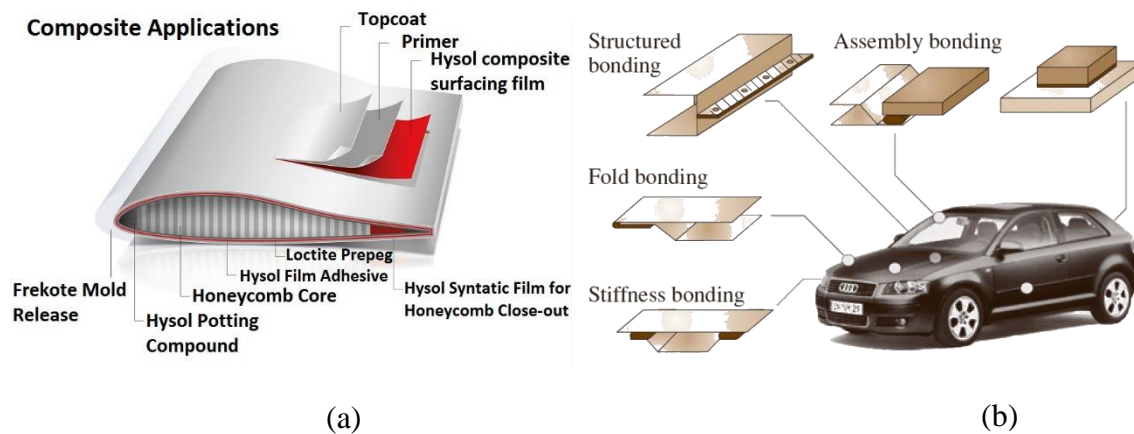 Composite Applications
Topcoat
Primer
Hysol composite
surfacing film
Loctite Prepeg
Hysol Film Adhesive
Honeycomb Core
Frekote Mold
Release
Hysol Potting
Compound
Hysol Syntatic Film for
Honeycomb Close-out
(a)
Structured
bonding
Assembly bonding
Fold bonding
Stiffness bonding
(b)